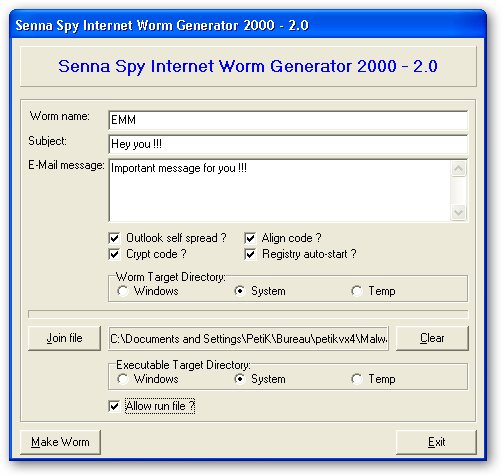 Senna Spy Internet Worm Generator 2000 - 2.0
Senna Spy Internet Worm Generator 2000 - 2.0
Worm name:
EMM
Subject:
Hey you !!!
E-Mail message:
Important message for you !!!
Outlook self spread ?
Align code ?
Crypt code ?
Registry auto-start ?
Worm Target Directory:
Windows
System
Temp
Join file
C:\Documents and Settings\PetiK\Bureau\petikvx4\Malw
Clear
Executable Target Directory:
Windows
System
Temp
Allow run file ?
Make Worm
Exit